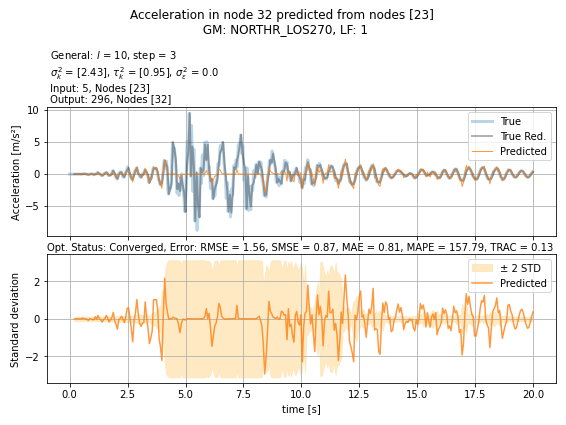 Acceleration in node 32 predicted from nodes [23]
GM: NORTHR_LOS270, LF: 1
General: l = 10, step = 3
σ²ₖ = [2.43], τ²ₖ = [0.95], σ²ε = 0.0
Input: 5, Nodes [23]
Output: 296, Nodes [32]
10
5
0
−5
Acceleration [m/s²]
True
True Red.
Predicted
Opt. Status: Converged, Error: RMSE = 1.56, SMSE = 0.87, MAE = 0.81, MAPE = 157.79, TRAC = 0.13
2
0
−2
Standard deviation
± 2 STD
Predicted
0.0 2.5 5.0 7.5 10.0 12.5 15.0 17.5 20.0
time [s]